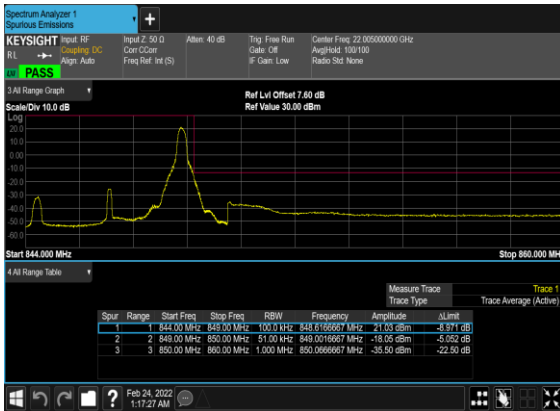 Spectrum Analyzer 1
Spurious Emissions
KEYSIGHT Input: RF Input Z: 50 Ω Atten: 40 dB Trig: Free Run Center Freq: 22.005000000 GHz
RL Coupling: DC Corr CCorr Gate: Off Avg|Hold: 100/100
Align: Auto Freq Ref: Int (S) IF Gain: Low Radio Std: None
PASS
3 All Range Graph
Ref Lvl Offset 7.60 dB
Scale/Div 10.0 dB Ref Value 30.00 dBm
Log
20.0
10.0
0.00
-10.0
-20.0
-30.0
-40.0
-50.0
-60.0
Start 844.000 MHz Stop 860.000 MH
4 All Range Table
Measure Trace Trace 1
Trace Type Trace Average (Active)
Spur Range Start Freq Stop Freq RBW Frequency Amplitude ΔLimit
1 1 844.00 MHz 849.00 MHz 100.0 kHz 848.6166667 MHz 21.03 dBm -8.971 dB
2 2 849.00 MHz 850.00 MHz 51.00 kHz 849.0016667 MHz -18.05 dBm -5.052 dB
3 3 850.00 MHz 860.00 MHz 1.000 MHz 850.0666667 MHz -35.50 dBm -22.50 dB
Feb 24, 2022
1:17:27 AM